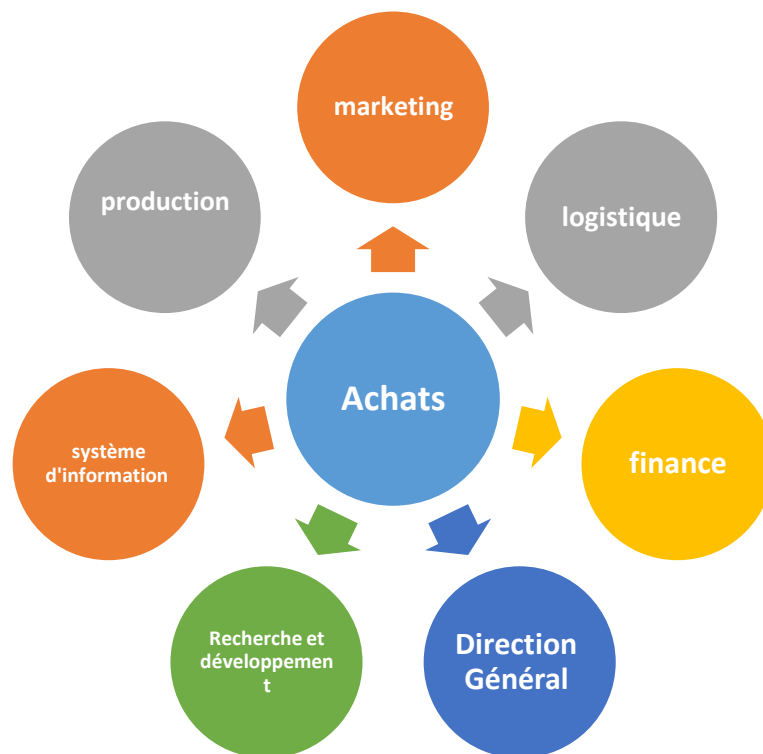 marketing
production
logistique
Achats
système
d'information
finance
Recherche et
développemen
t
Direction
Général